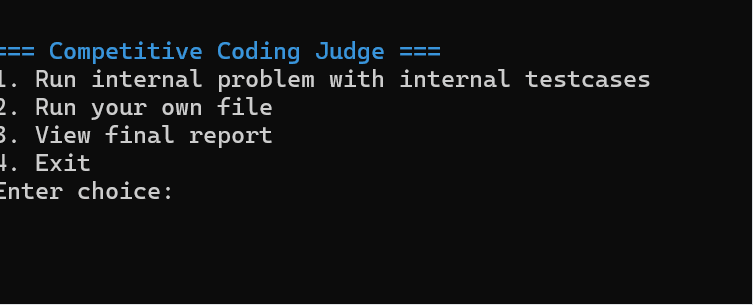 === Competitive Coding Judge ===
1. Run internal problem with internal testcases
2. Run your own file
3. View final report
4. Exit
Enter choice: